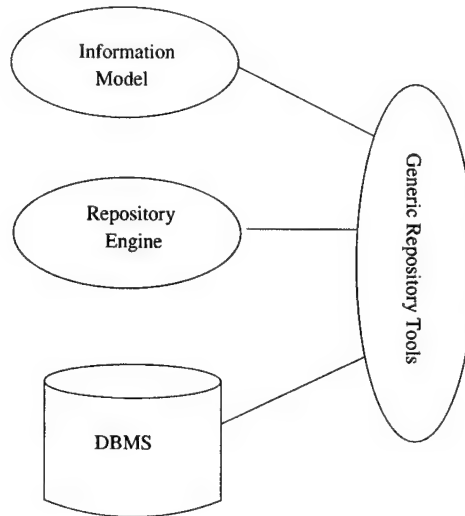 Information
Model
Repository
Engine
DBMS
Generic Repository Tools